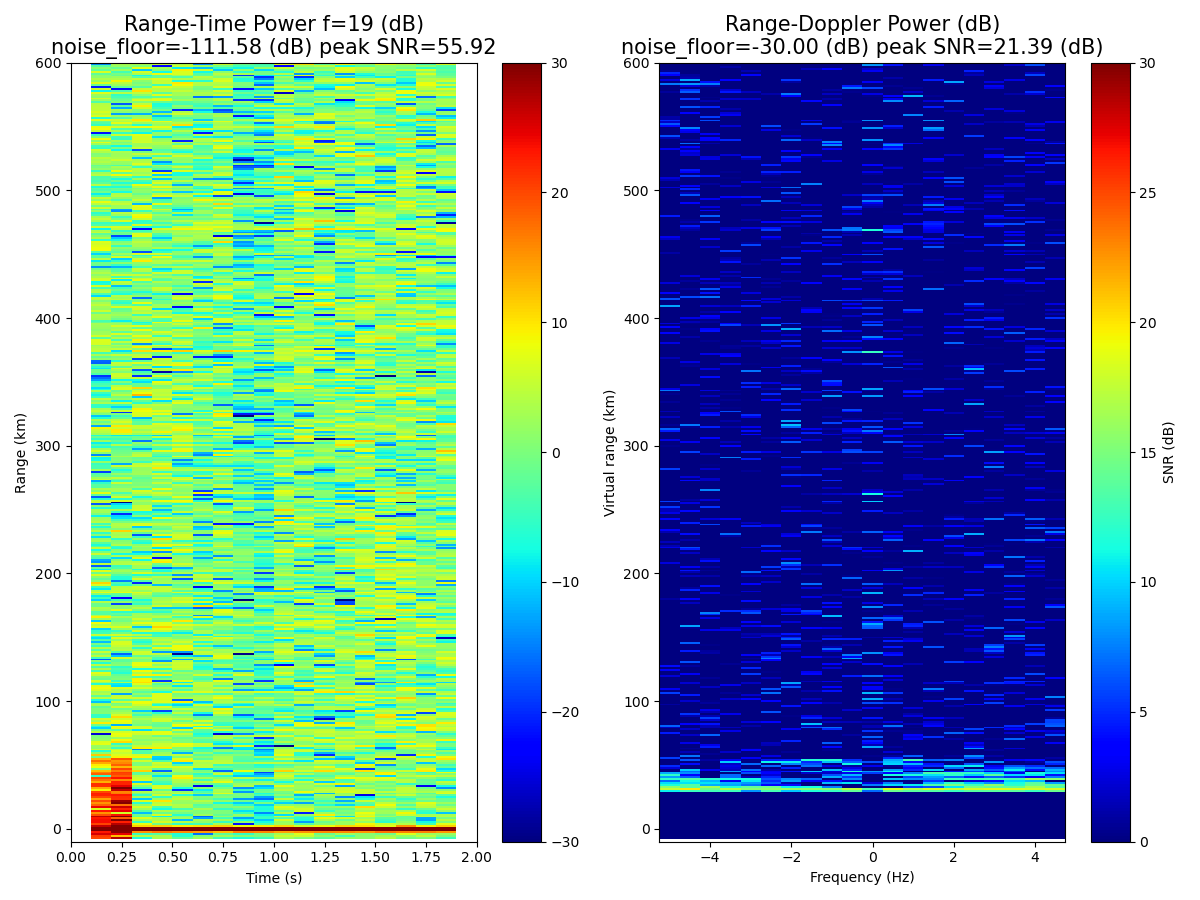 Range-Time Power f=19 (dB)
noise_floor=-111.58 (dB) peak SNR=55.92
600
500
400
300
200
100
0
Range (km)
0.00 0.25 0.50 0.75 1.00 1.25 1.50 1.75 2.00
Time (s)
30
20
10
0
−10
−20
−30
Range-Doppler Power (dB)
noise_floor=-30.00 (dB) peak SNR=21.39 (dB)
600
500
400
300
200
100
0
Virtual range (km)
−4 −2 0 2 4
Frequency (Hz)
30
25
20
15
10
5
0
SNR (dB)